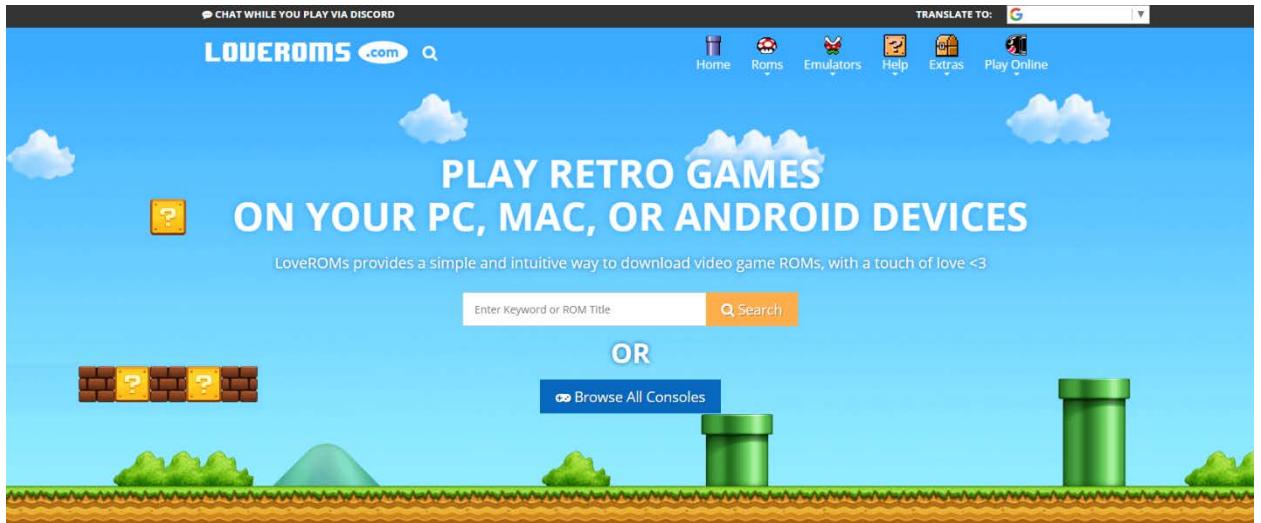 CHAT WHILE YOU PLAY VIA DISCORD
TRANSLATE TO:
LOVEROMS .com
Home Roms Emulators Help Extras Play Online
PLAY RETRO GAMES
ON YOUR PC, MAC, OR ANDROID DEVICES
LoveROMs provides a simple and intuitive way to download video game ROMs, with a touch of love <3
Enter Keyword or ROM Title
Search
OR
Browse All Consoles